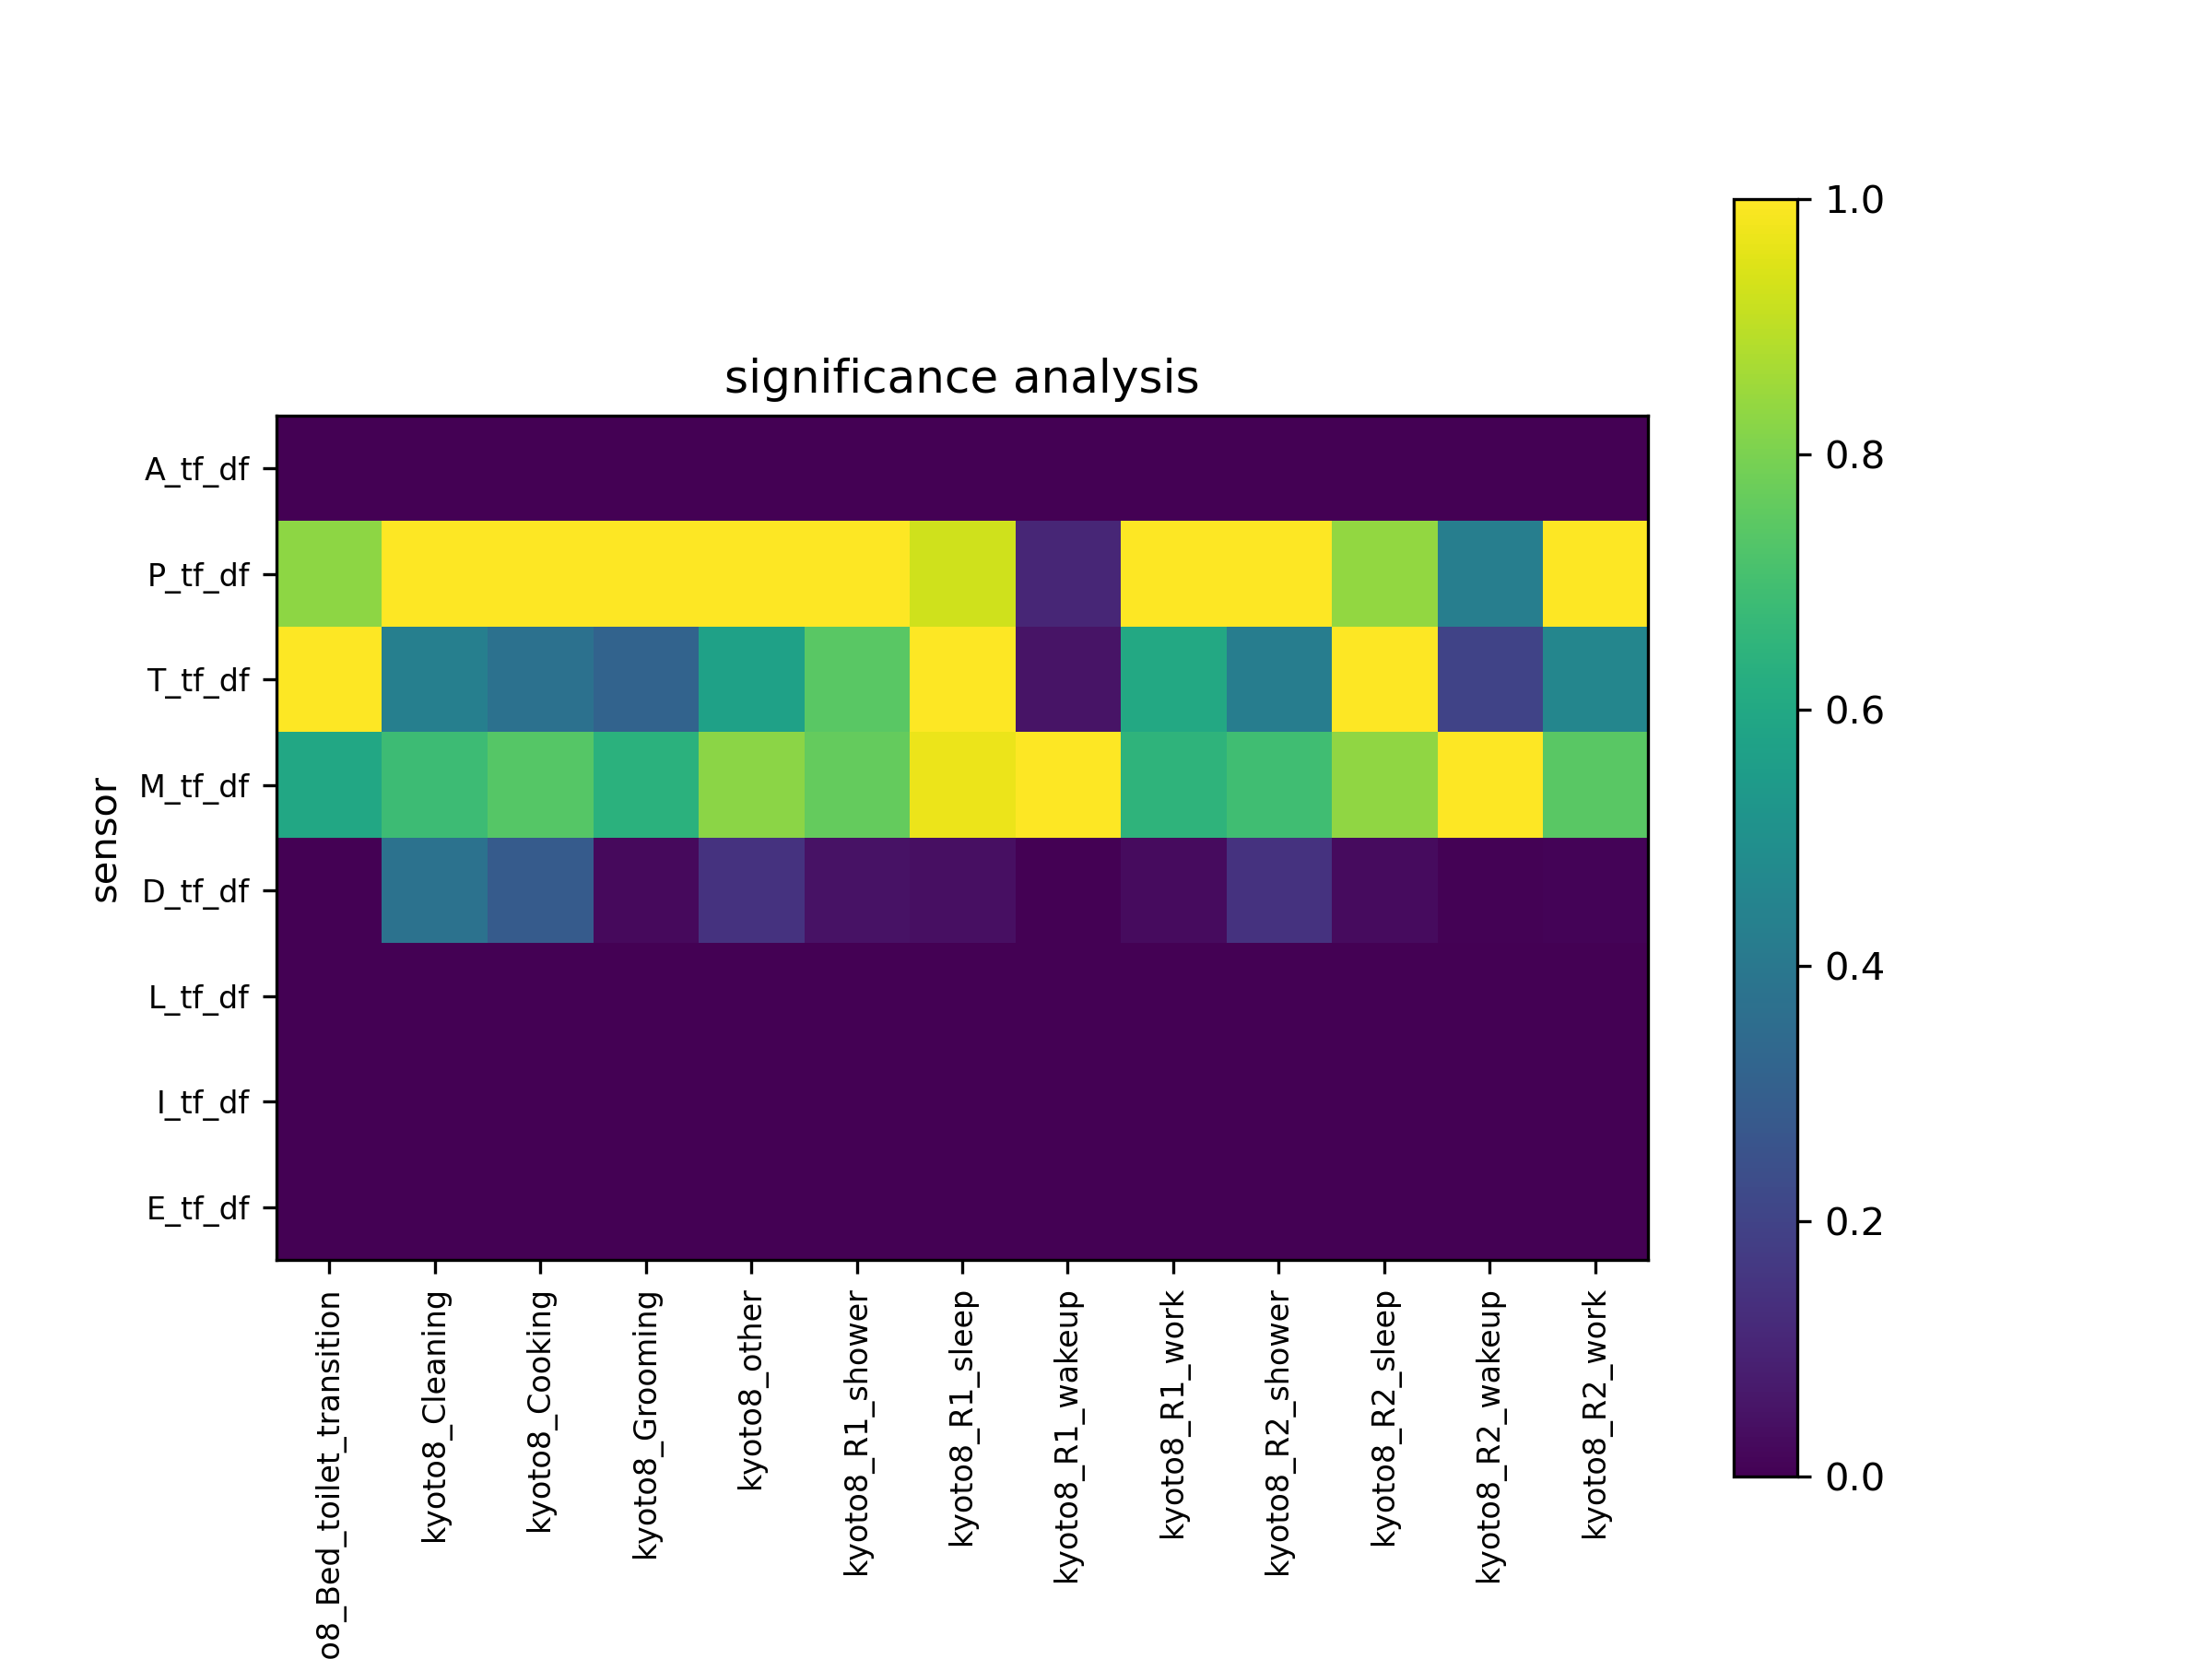 significance analysis
sensor
A_tf_df
P_tf_df
T_tf_df
M_tf_df
D_tf_df
L_tf_df
I_tf_df
E_tf_df
o8_Bed_toilet_transition
kyoto8_Cleaning
kyoto8_Cooking
kyoto8_Grooming
kyoto8_other
kyoto8_R1_shower
kyoto8_R1_sleep
kyoto8_R1_wakeup
kyoto8_R1_work
kyoto8_R2_shower
kyoto8_R2_sleep
kyoto8_R2_wakeup
kyoto8_R2_work
1.0
0.8
0.6
0.4
0.2
0.0